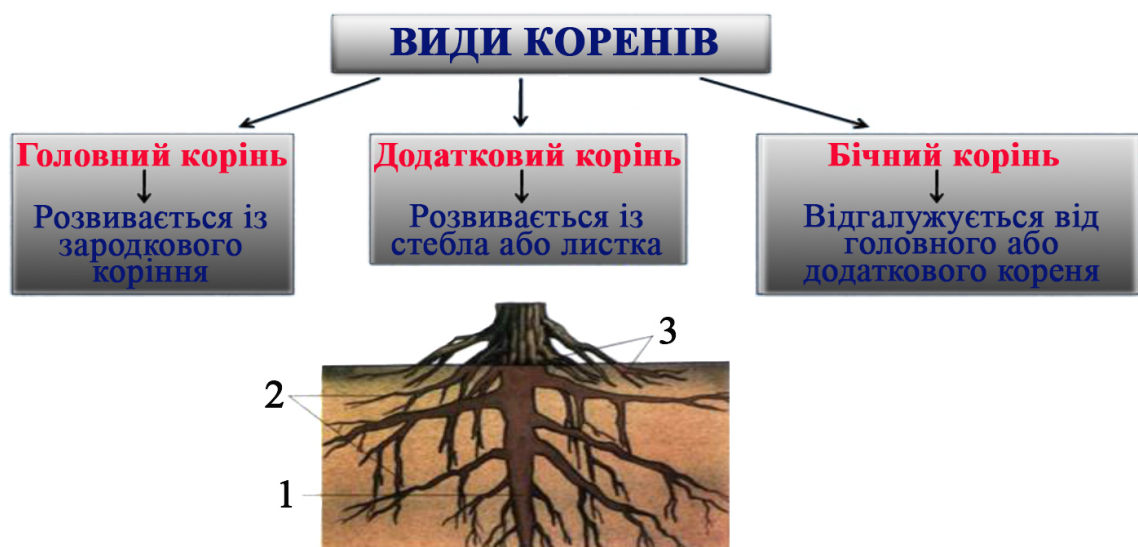 ВИДИ КОРЕНІВ
Головний корінь
Розвивається із
зародкового
коріння
Додатковий корінь
Розвивається із
стебла або листка
Бічний корінь
Відгалужується від
головного або
додаткового кореня
3
2
1